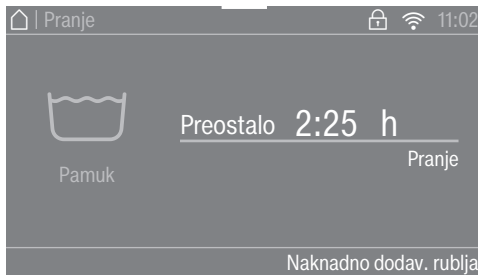 | Pranje 11:02
Preostalo 2:25 h
Pranje
Pamuk
Naknadno dodav. rublja